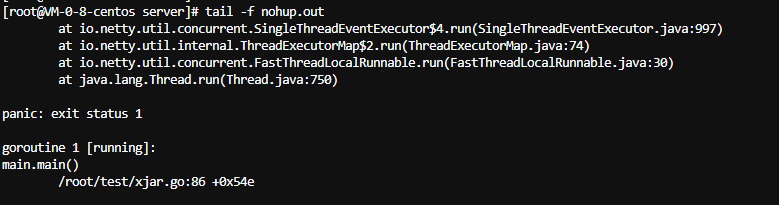 [root@VM-0-8-centos server]# tail -f nohup.out
        at io.netty.util.concurrent.SingleThreadEventExecutor$4.run(SingleThreadEventExecutor.java:997)
        at io.netty.util.internal.ThreadExecutorMap$2.run(ThreadExecutorMap.java:74)
        at io.netty.util.concurrent.FastThreadLocalRunnable.run(FastThreadLocalRunnable.java:30)
        at java.lang.Thread.run(Thread.java:750)

panic: exit status 1

goroutine 1 [running]:
main.main()
        /root/test/xjar.go:86 +0x54e